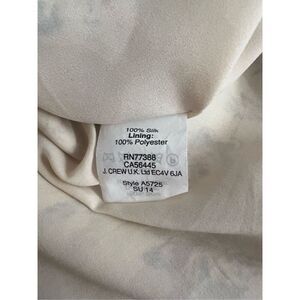 100% Silk
Lining:
100% Polyester
RN77388
CA56445
J. CREW U.K. Ltd EC4V 6JA
Style A5725
SU 14